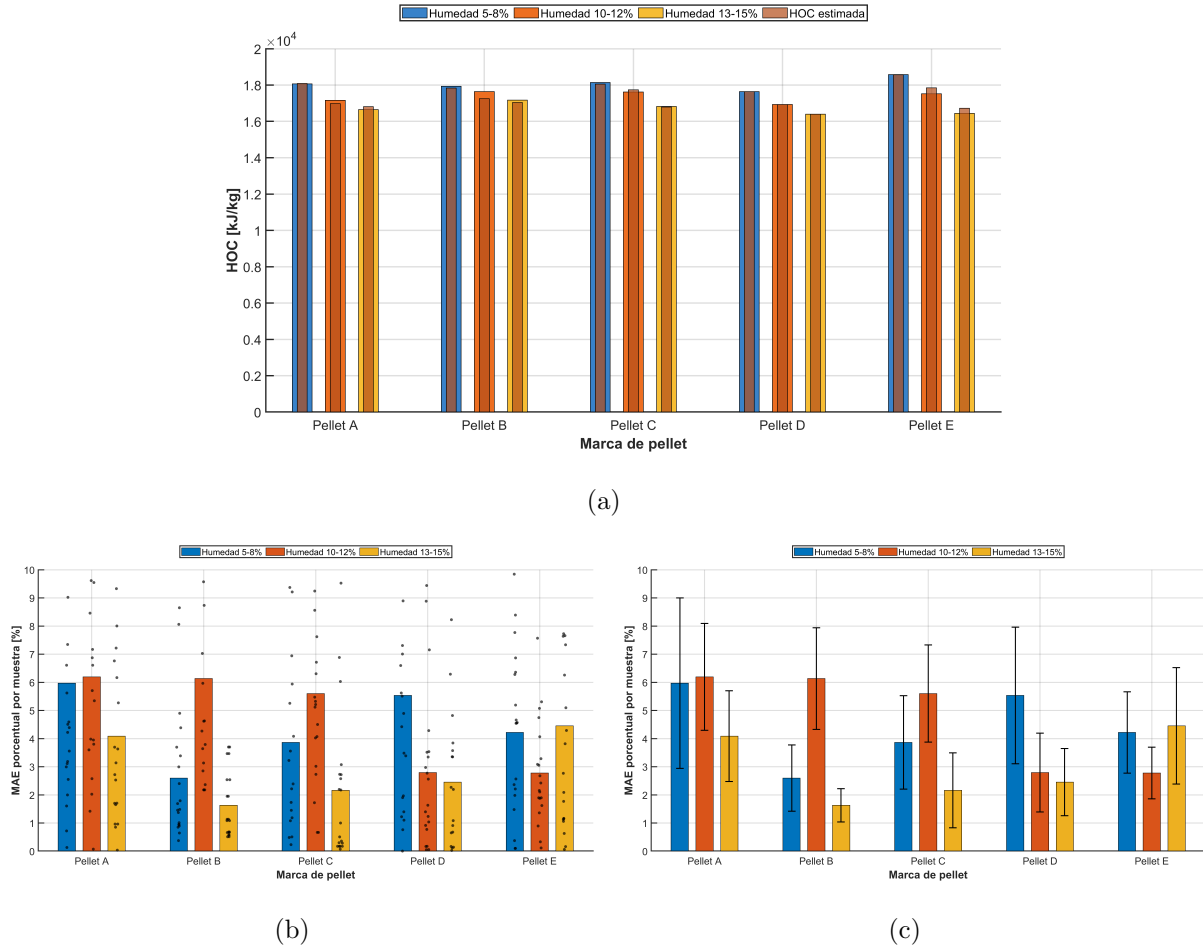 Humedad 5-8% Humedad 10-12% Humedad 13-15% HOC estimada
×10⁴
2
1.8
1.6
1.4
1.2
1
0.8
0.6
0.4
0.2
0
HOC [kJ/kg]
Pellet A Pellet B Pellet C Pellet D Pellet E
Marca de pellet
(a)
Humedad 5-8% Humedad 10-12% Humedad 13-15%
10
9
8
7
6
5
4
3
2
1
0
MAE porcentual por muestra [%]
Pellet A Pellet B Pellet C Pellet D Pellet E
Marca de pellet
(b)
Humedad 5-8% Humedad 10-12% Humedad 13-15%
10
9
8
7
6
5
4
3
2
1
0
MAE porcentual por muestra [%]
Pellet A Pellet B Pellet C Pellet D Pellet E
Marca de pellet
(c)